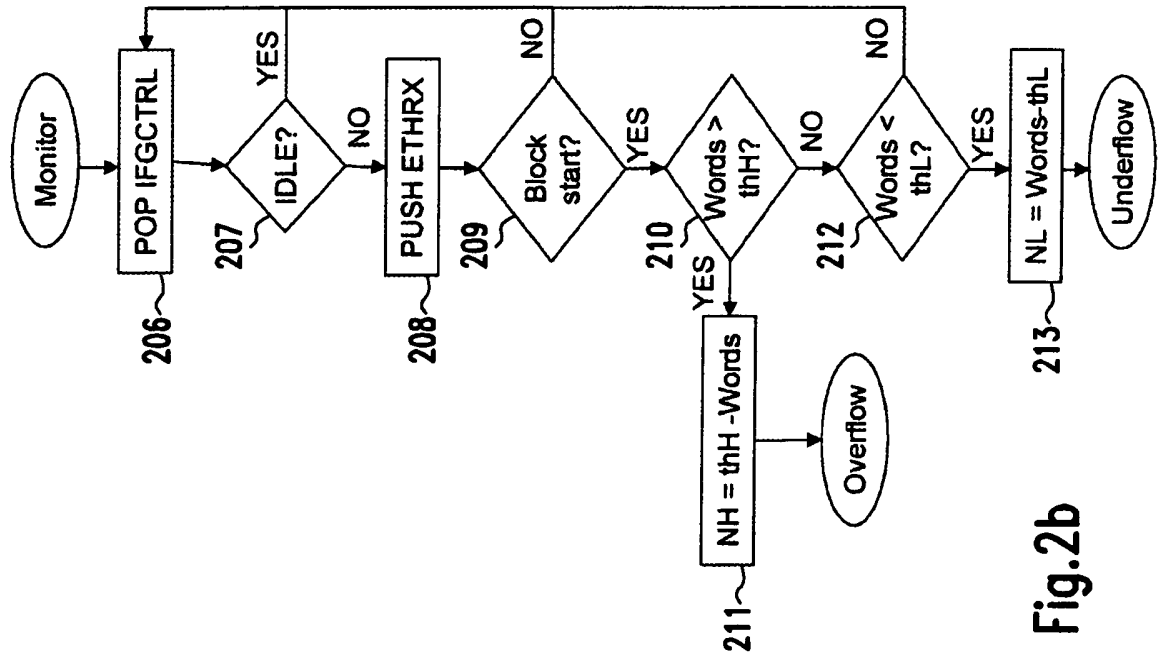 Monitor
POP IFGCTRL
206
IDLE?
207
YES
NO
PUSH ETHRX
208
Block
start?
209
NO
YES
Words >
thH?
210
YES
NO
NH = thH -Words
211
Overflow
Words <
thL?
212
NO
YES
NL = Words-thL
213
Underflow
Fig.2b